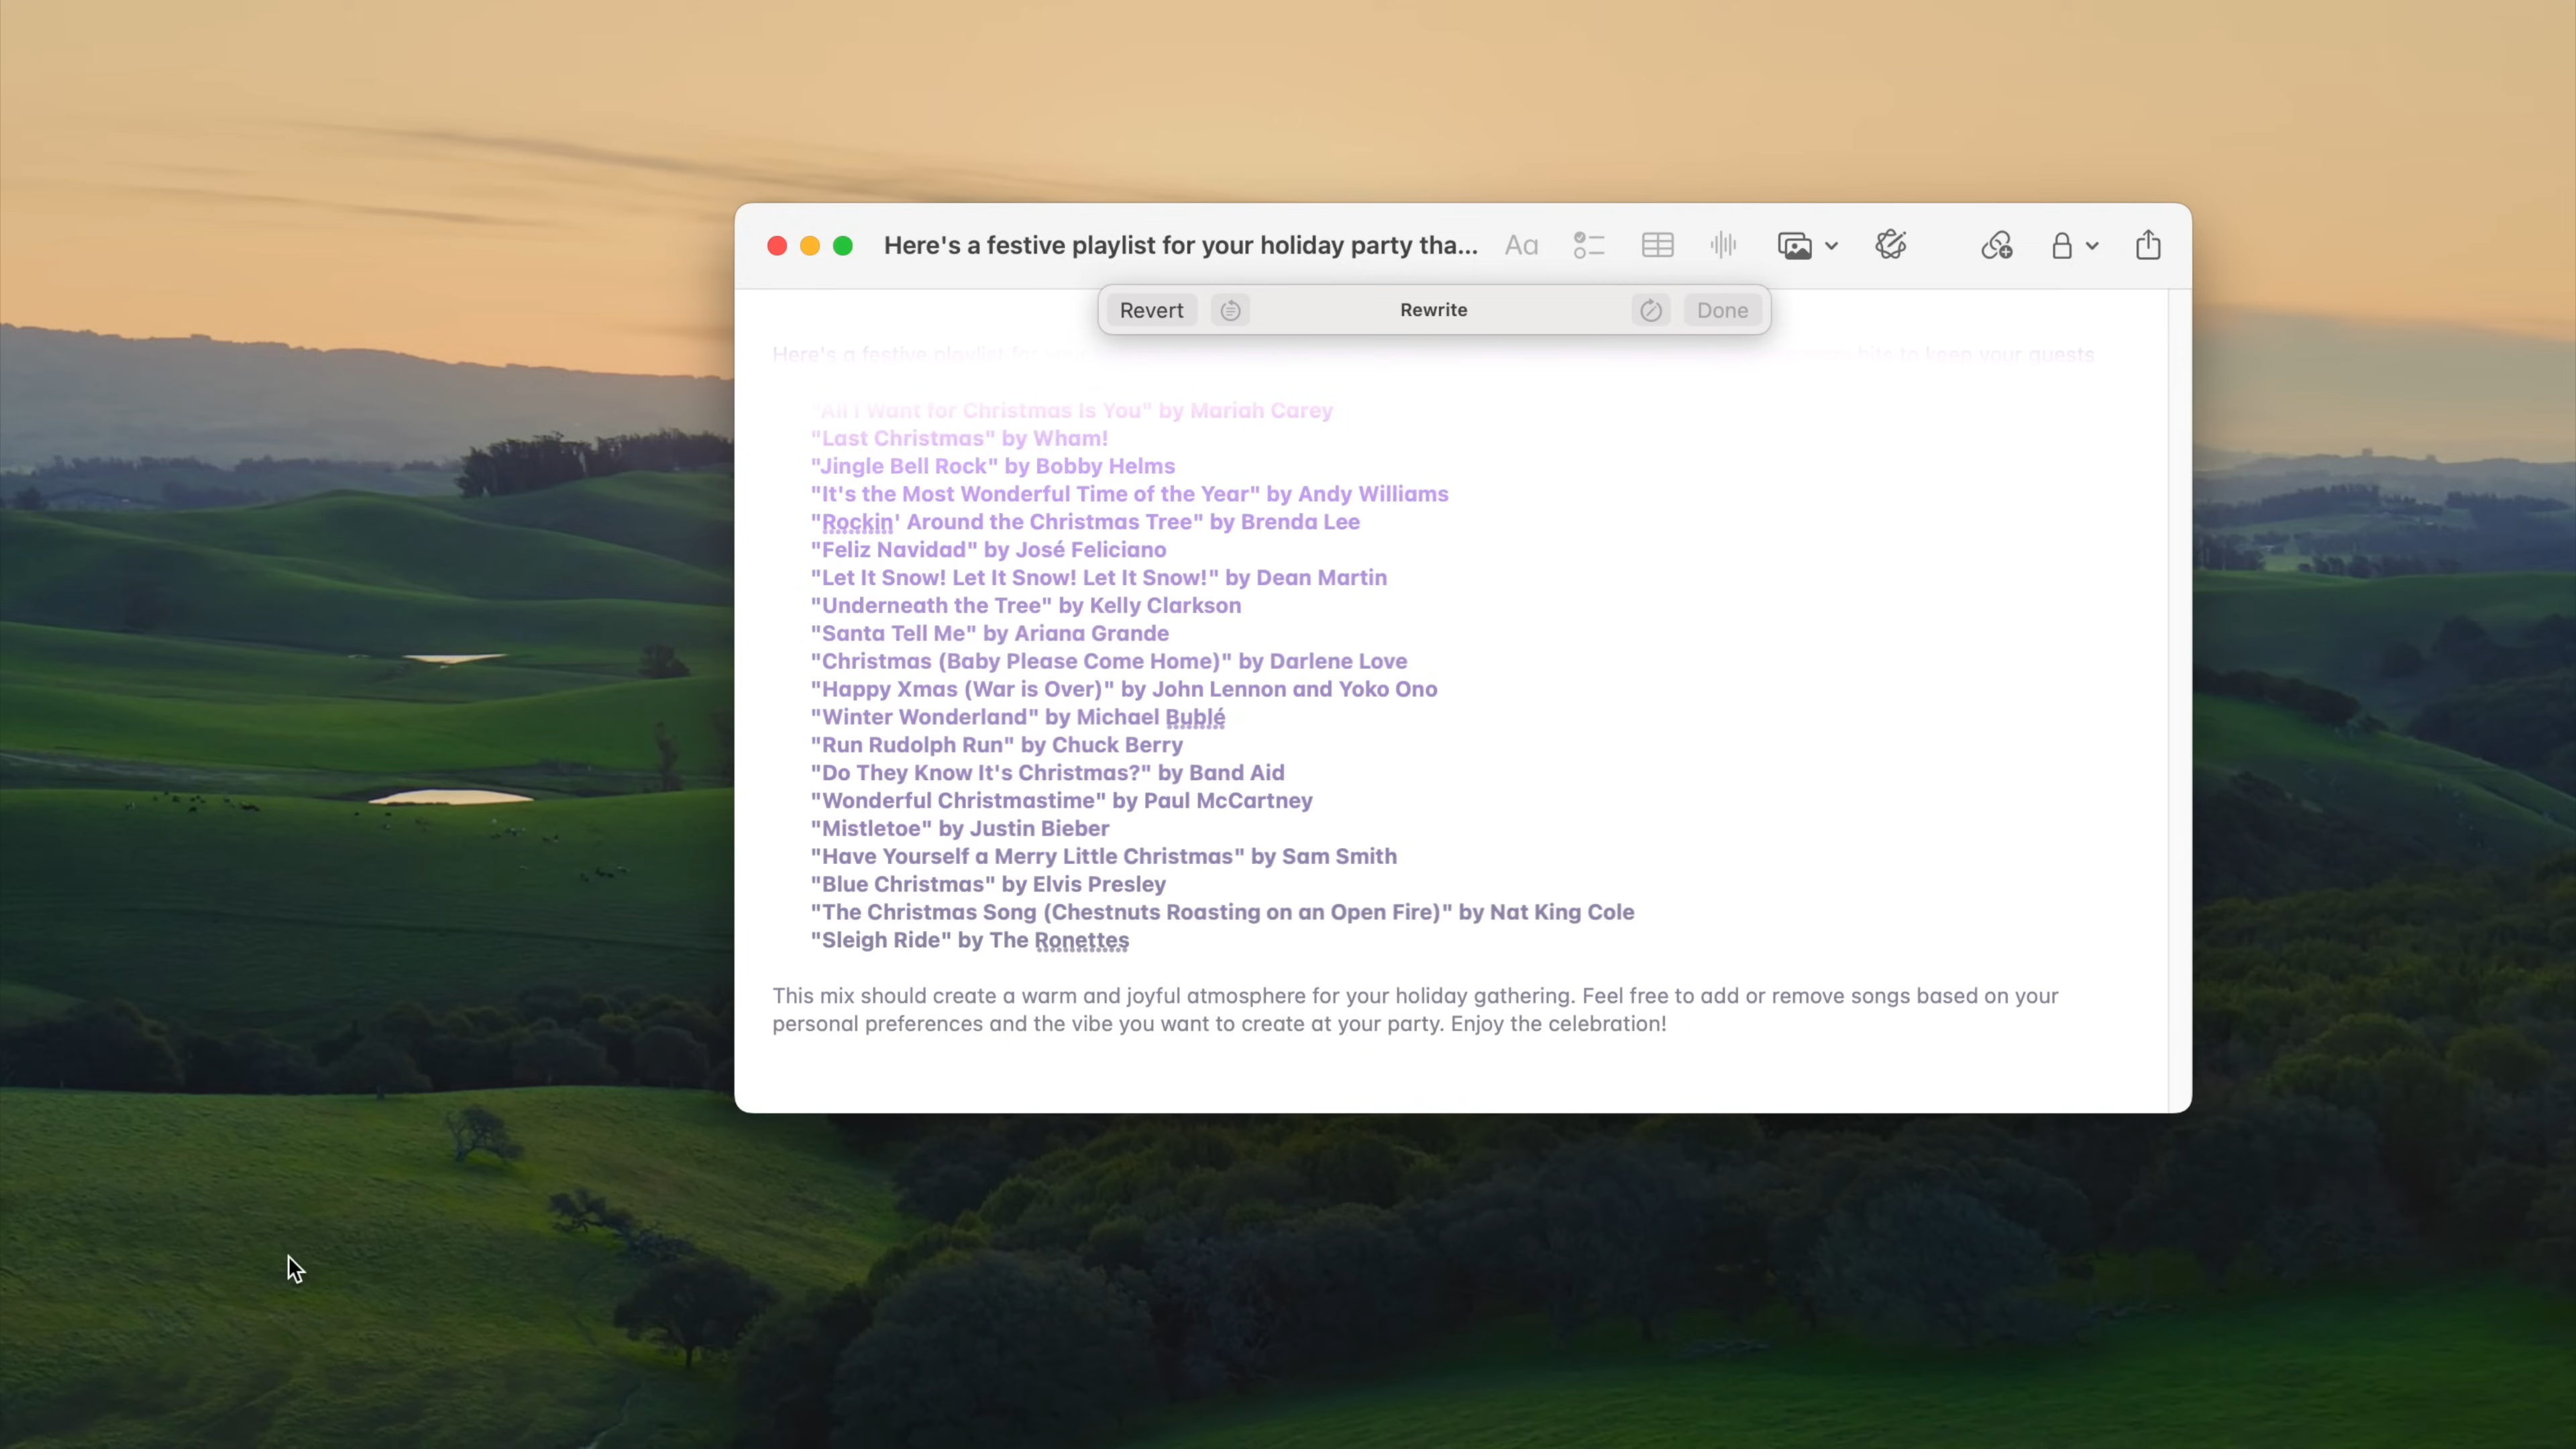 Here's a festive playlist for your holiday party tha...
Aa
Revert
Rewrite
Done
Here's a festive playlist for hits to keep your guests
"All I Want for Christmas Is You" by Mariah Carey
"Last Christmas" by Wham!
"Jingle Bell Rock" by Bobby Helms
"It's the Most Wonderful Time of the Year" by Andy Williams
"Rockin' Around the Christmas Tree" by Brenda Lee
"Feliz Navidad" by José Feliciano
"Let It Snow! Let It Snow! Let It Snow!" by Dean Martin
"Underneath the Tree" by Kelly Clarkson
"Santa Tell Me" by Ariana Grande
"Christmas (Baby Please Come Home)" by Darlene Love
"Happy Xmas (War is Over)" by John Lennon and Yoko Ono
"Winter Wonderland" by Michael Bublé
"Run Rudolph Run" by Chuck Berry
"Do They Know It's Christmas?" by Band Aid
"Wonderful Christmastime" by Paul McCartney
"Mistletoe" by Justin Bieber
"Have Yourself a Merry Little Christmas" by Sam Smith
"Blue Christmas" by Elvis Presley
"The Christmas Song (Chestnuts Roasting on an Open Fire)" by Nat King Cole
"Sleigh Ride" by The Ronettes
This mix should create a warm and joyful atmosphere for your holiday gathering. Feel free to add or remove songs based on your
personal preferences and the vibe you want to create at your party. Enjoy the celebration!